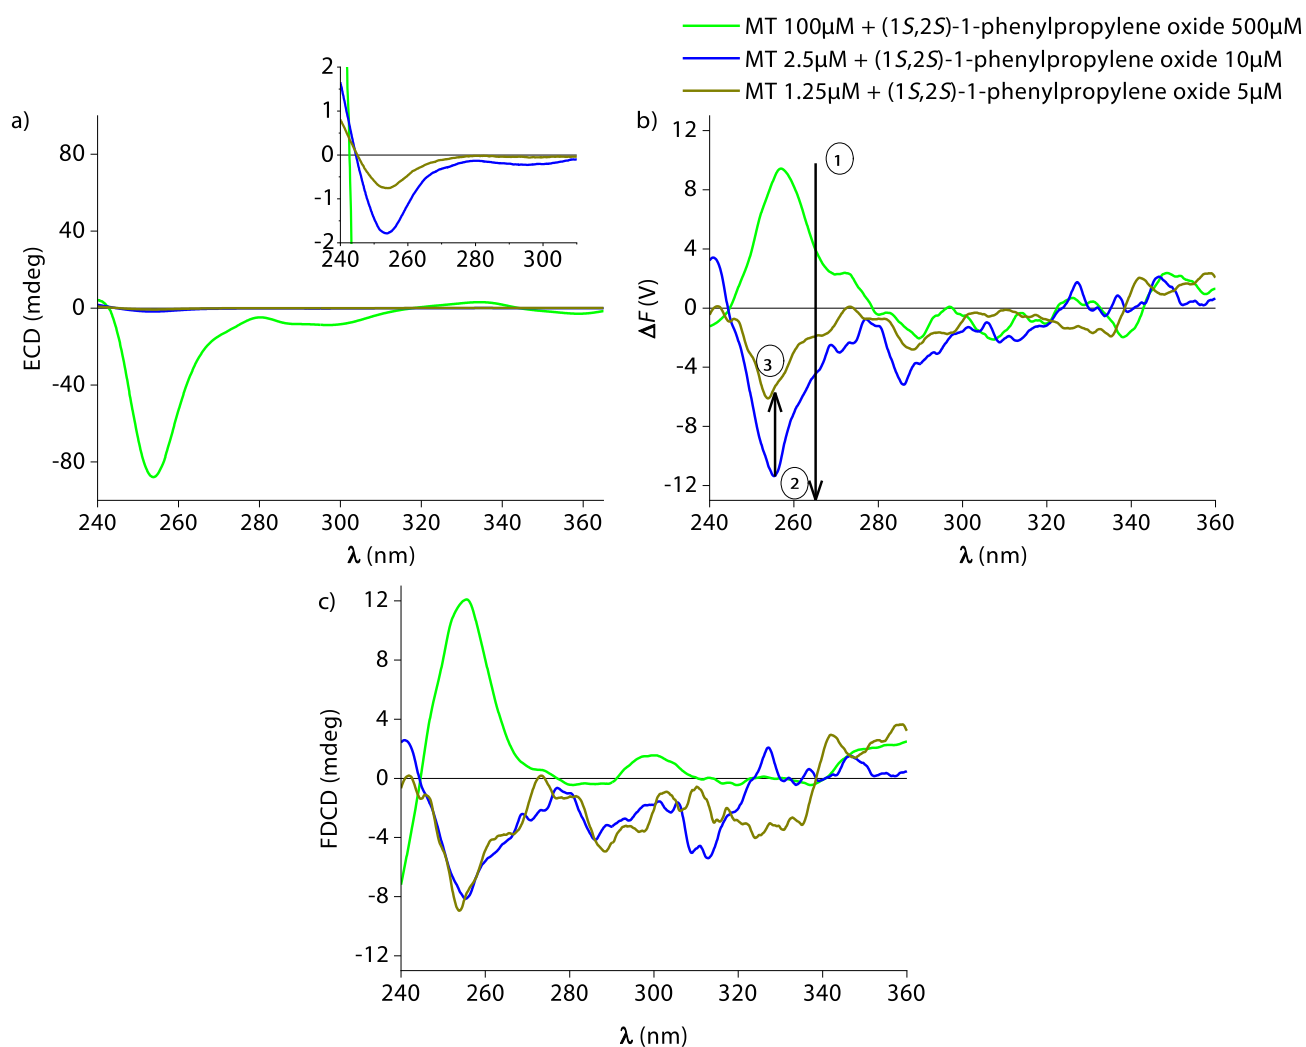 MT 100μM + (1S,2S)-1-phenylpropylene oxide 500μM
MT 2.5μM + (1S,2S)-1-phenylpropylene oxide 10μM
MT 1.25μM + (1S,2S)-1-phenylpropylene oxide 5μM
a)
80
40
0
-40
-80
ECD (mdeg)
240 260 280 300 320 340 360
λ (nm)
2
1
0
-1
-2
240 260 280 300
b)
12
8
4
0
-4
-8
-12
ΔF (V)
1
3
2
240 260 280 300 320 340 360
λ (nm)
c)
12
8
4
0
-4
-8
-12
FDCD (mdeg)
240 260 280 300 320 340 360
λ (nm)